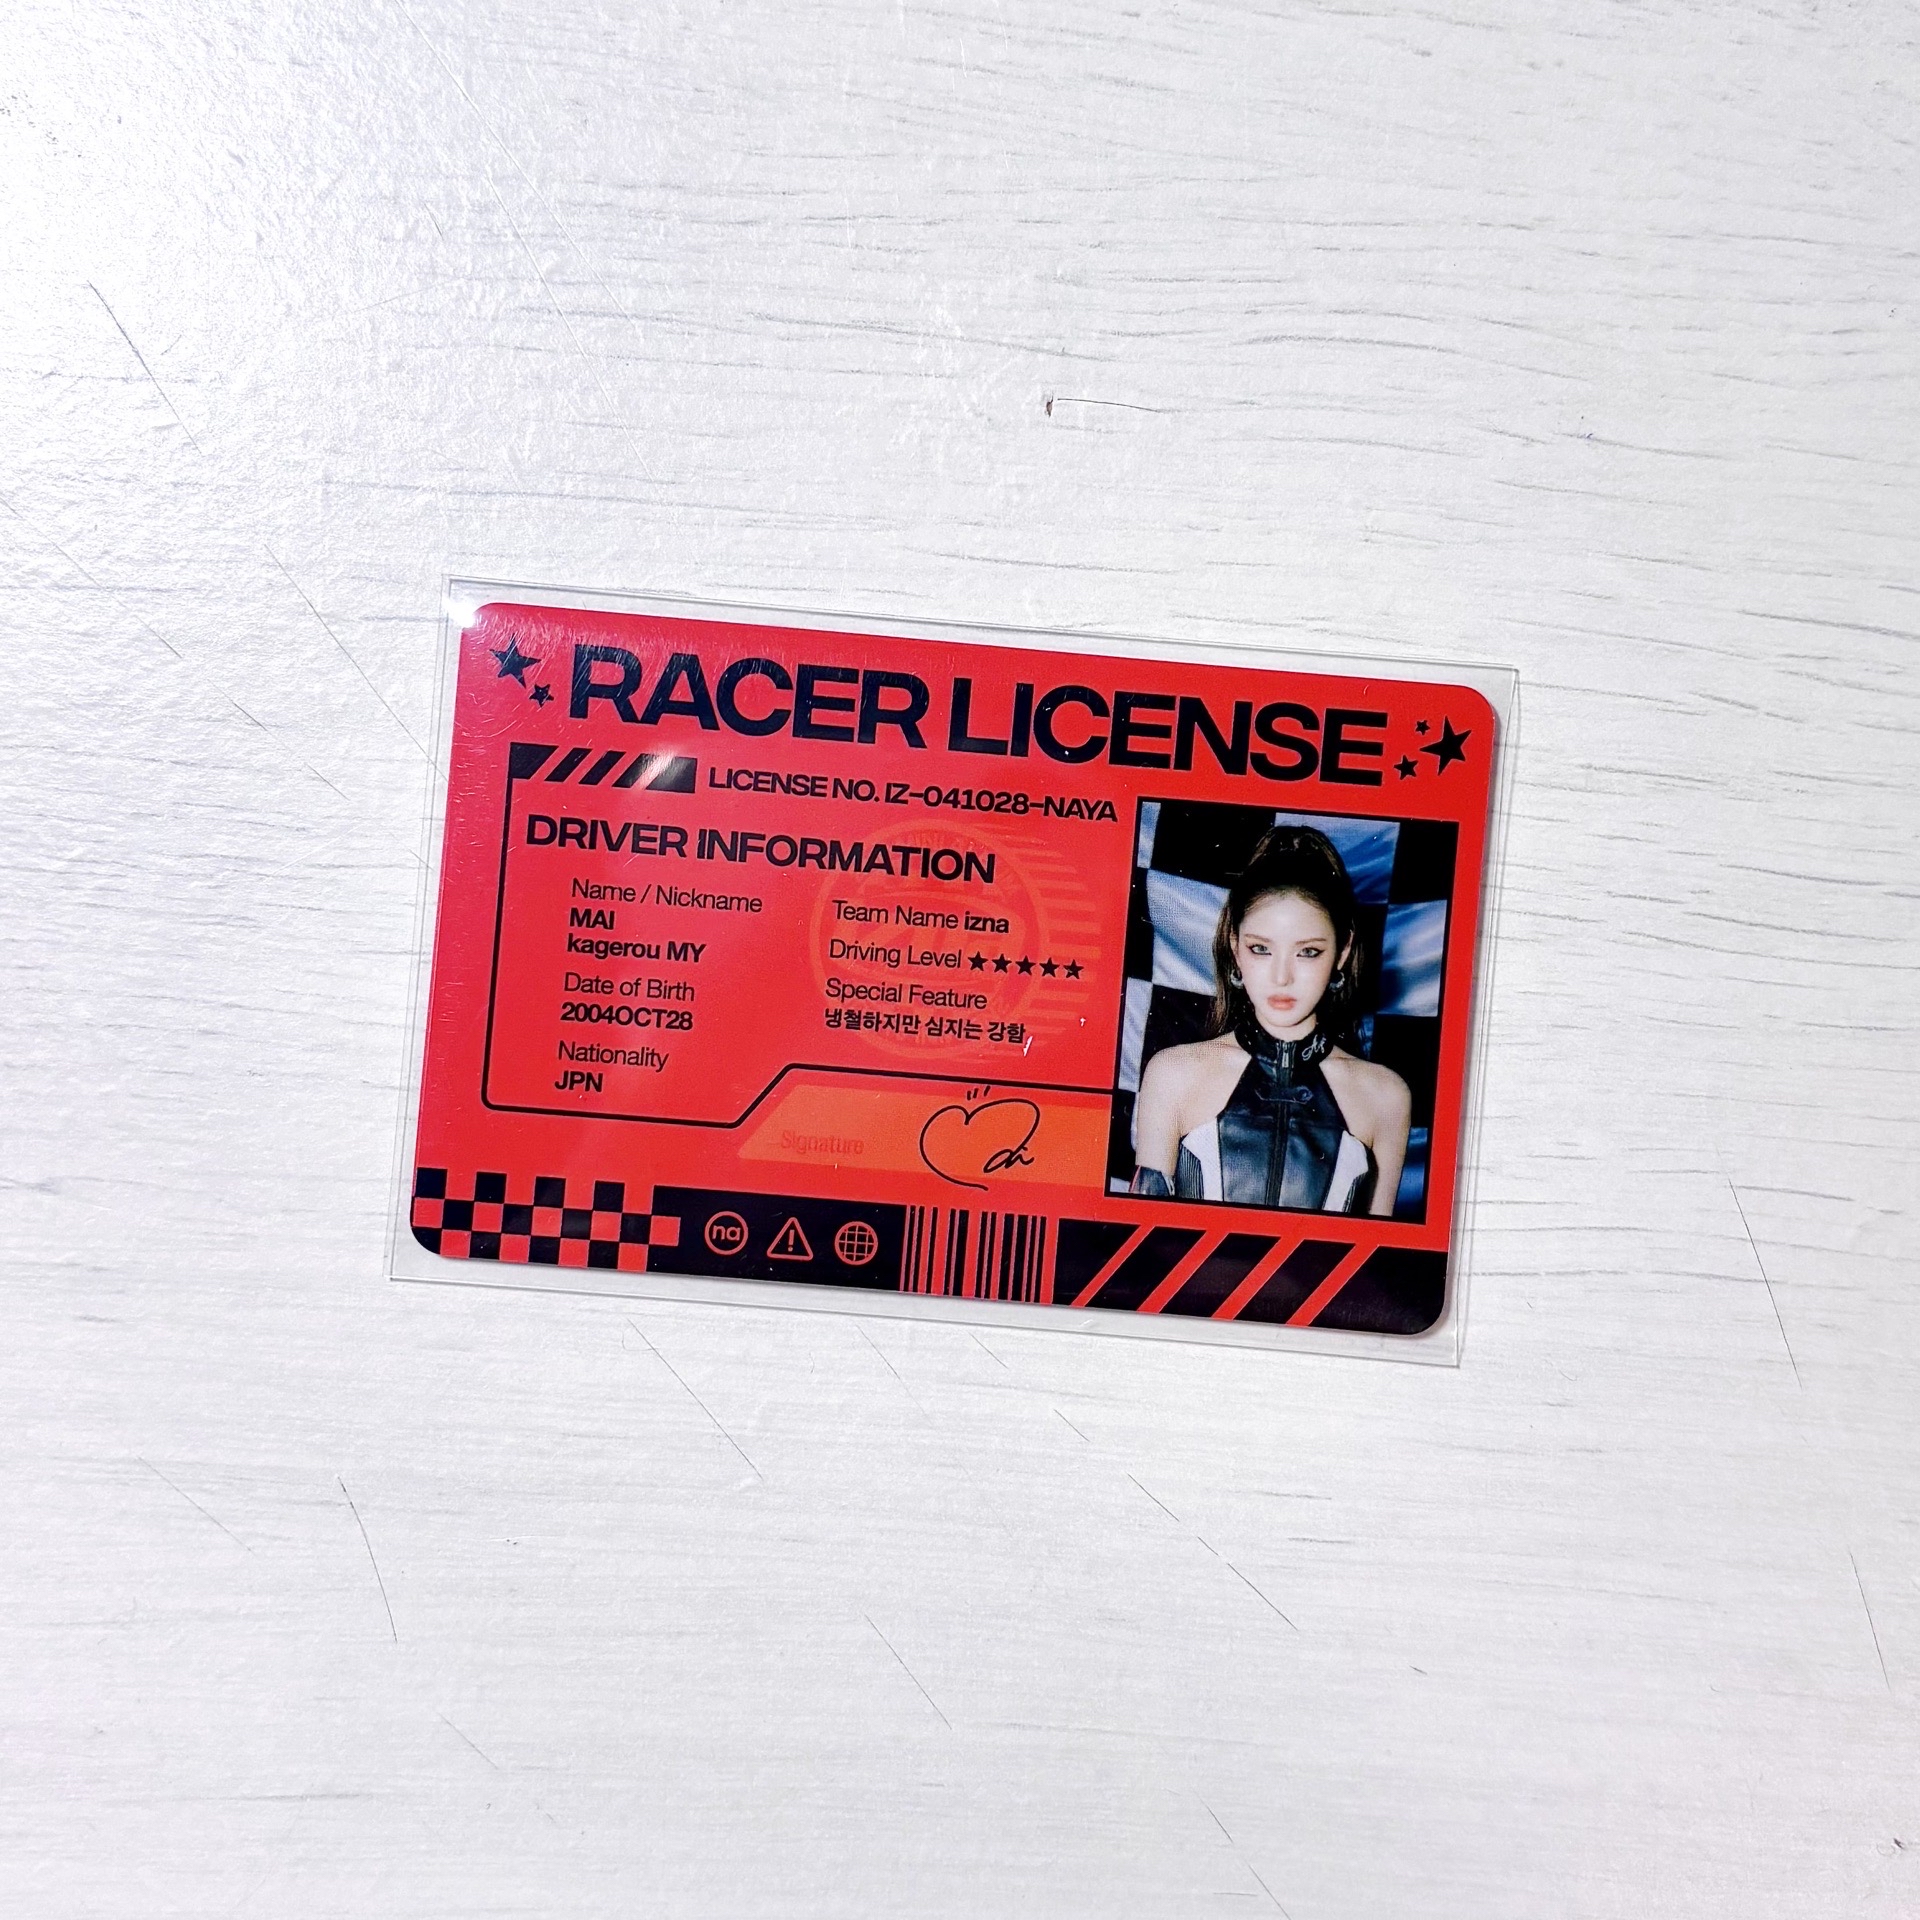 RACER LICENSE
LICENSE NO. IZ-041028-NAYA
DRIVER INFORMATION
Name / Nickname
MAI
kagerou MY
Date of Birth
2004OCT28
Nationality
JPN
Team Name izna
Driving Level ★★★★★
Special Feature
냉철하지만 심지는 강함
Signature
na